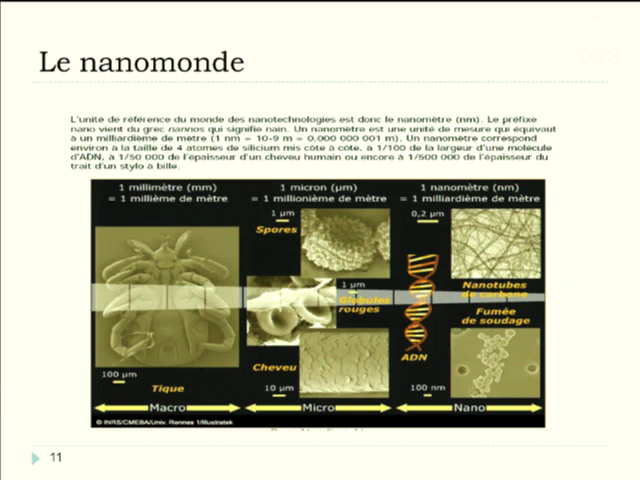 Le nanomonde
L'unité de référence du monde des nanotechnologies est donc le nanomètre (nm). Le préfixe
nano vient du grec nannos qui signifie nain. Un nanomètre est une unité de mesure qui équivaut
à un milliardième de mètre (1 nm = 10-9 m = 0,000 000 001 m). Un nanomètre correspond
environ à la taille de 4 atomes de silicium mis côte à côte, à 1/100 de la largeur d'une molécule
d'ADN, à 1/50 000 de l'épaisseur d'un cheveu humain ou encore à 1/500 000 de l'épaisseur du
trait d'un stylo à bille.
1 millimètre (mm)
= 1 millième de mètre
1 micron (µm)
= 1 millionième de mètre
1 nanomètre (nm)
= 1 milliardième de mètre
1 µm
Spores
0,2 µm
1 µm
Globules
rouges
Nanotubes
de carbone
Fumée
de soudage
ADN
Cheveu
100 µm
Tique
10 µm
100 nm
Macro
Micro
Nano
© INRS/CMEBA/Univ. Rennes 1/Illustratek
11